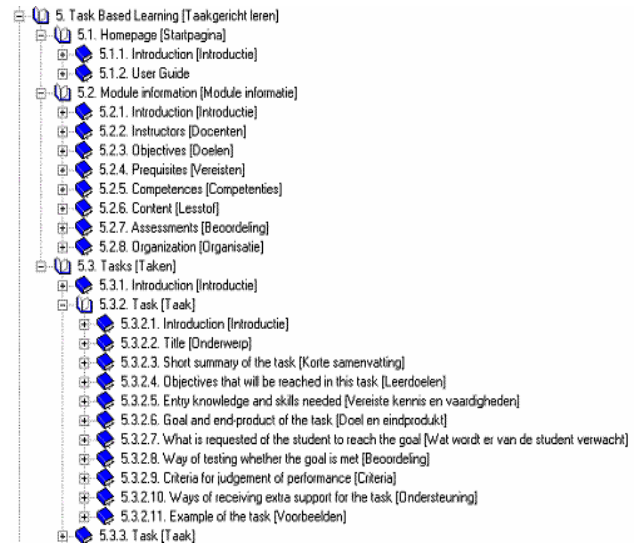 5. Task Based Learning [Taakgericht leren]
5.1. Homepage [Startpagina]
5.1.1. Introduction [Introductie]
5.1.2. User Guide
5.2. Module information [Module informatie]
5.2.1. Introduction [Introductie]
5.2.2. Instructors [Docenten]
5.2.3. Objectives [Doelen]
5.2.4. Prequisites [Vereisten]
5.2.5. Competences [Competenties]
5.2.6. Content [Lesstof]
5.2.7. Assessments [Beoordeling]
5.2.8. Organization [Organisatie]
5.3. Tasks [Taken]
5.3.1. Introduction [Introductie]
5.3.2. Task [Taak]
5.3.2.1. Introduction [Introductie]
5.3.2.2. Title [Onderwerp]
5.3.2.3. Short summary of the task [Korte samenvatting]
5.3.2.4. Objectives that will be reached in this task [Leerdoelen]
5.3.2.5. Entry knowledge and skills needed [Vereiste kennis en vaardigheden]
5.3.2.6. Goal and end-product of the task [Doel en eindprodukt]
5.3.2.7. What is requested of the student to reach the goal [Wat wordt er van de student verwacht]
5.3.2.8. Way of testing whether the goal is met [Beoordeling]
5.3.2.9. Criteria for judgement of performance [Criteria]
5.3.2.10. Ways of receiving extra support for the task [Ondersteuning]
5.3.2.11. Example of the task [Voorbeelden]
5.3.3. Task [Taak]